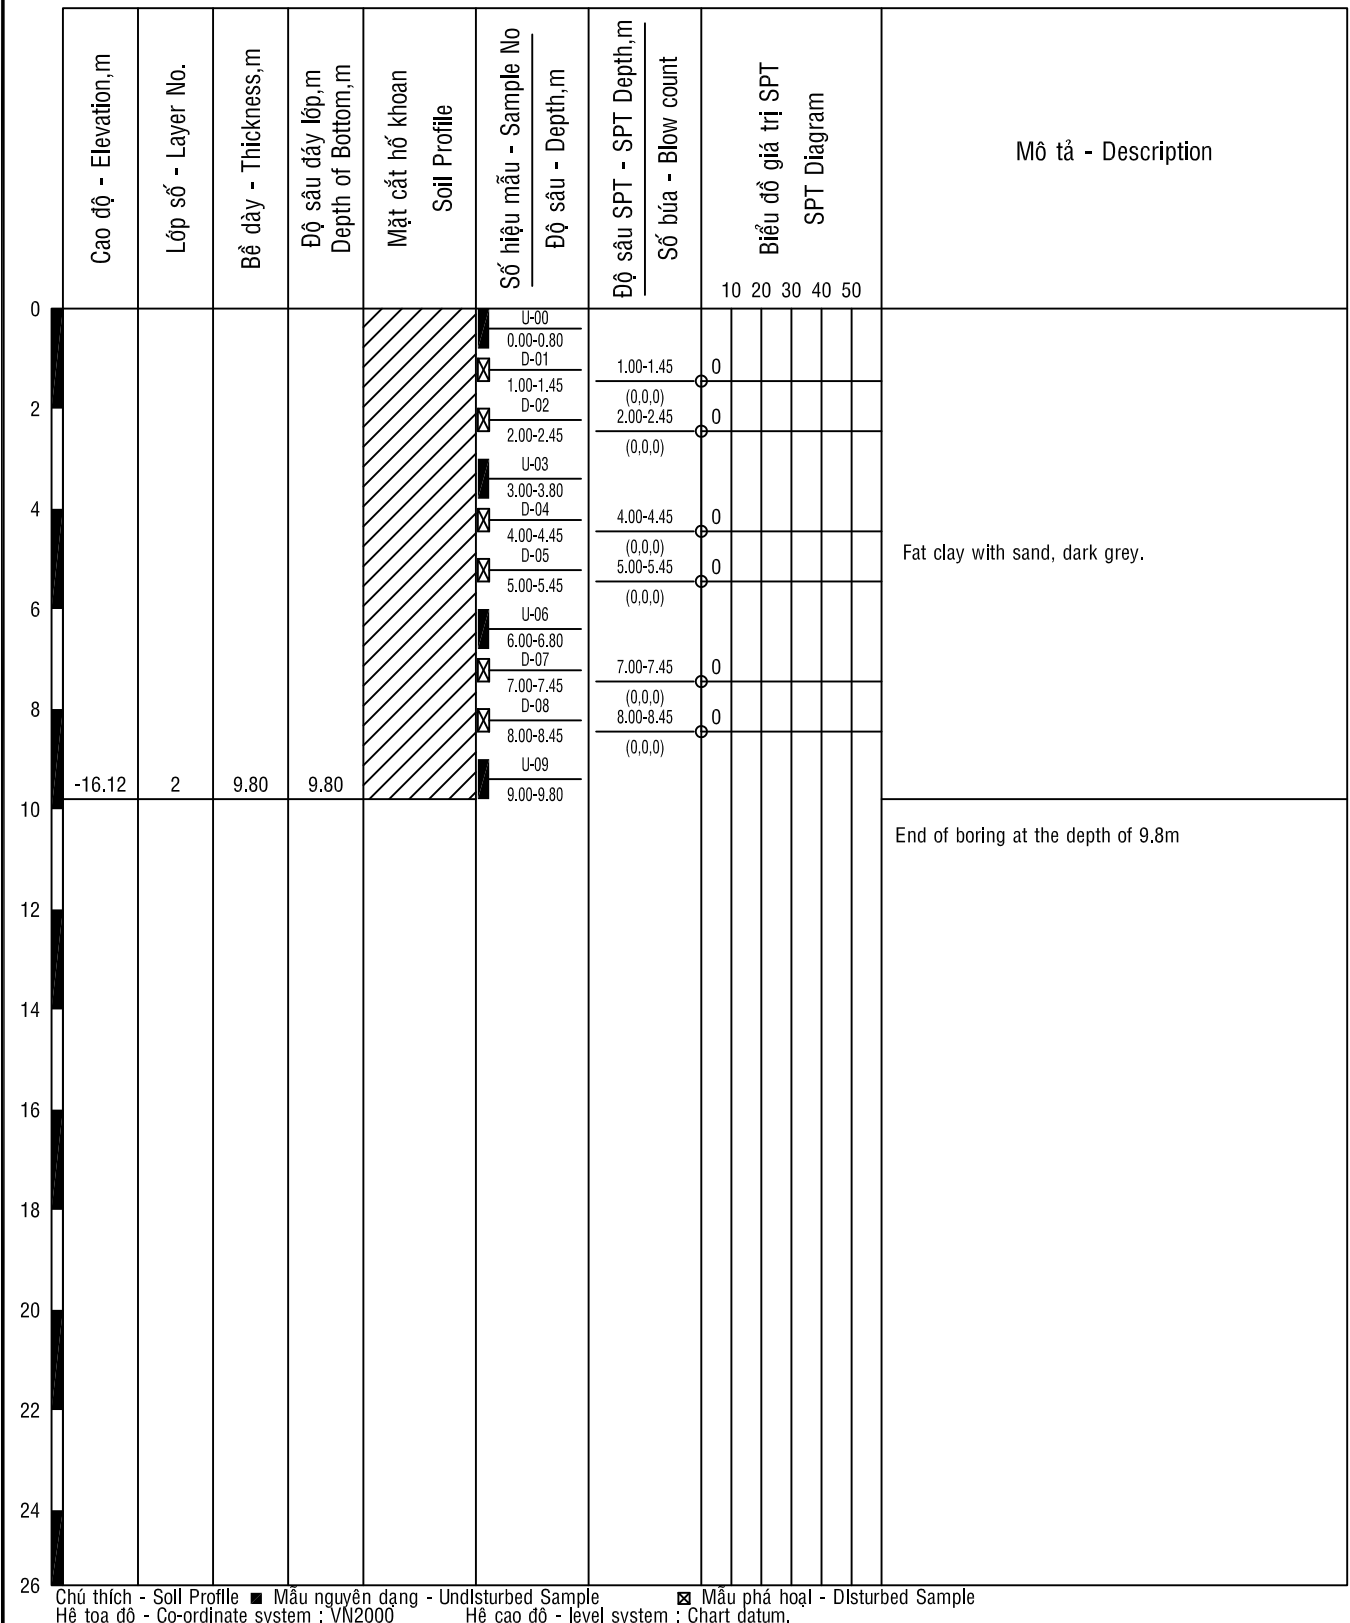 Cao độ - Elevation,m
Lớp số - Layer No.
Bề dày - Thickness,m
Độ sâu đáy lớp,m
Depth of Bottom,m
Mặt cắt hố khoan
Soil Profile
Số hiệu mẫu - Sample No
Độ sâu - Depth,m
Độ sâu SPT - SPT Depth,m
Số búa - Blow count
Biểu đồ giá trị SPT
SPT Diagram
10 20 30 40 50
Mô tả - Description
0
U-00
0.00-0.80
D-01
1.00-1.45
1.00-1.45
(0,0,0)
0
2
D-02
2.00-2.45
2.00-2.45
(0,0,0)
0
U-03
3.00-3.80
4
D-04
4.00-4.45
4.00-4.45
(0,0,0)
0
D-05
5.00-5.45
5.00-5.45
(0,0,0)
0
Fat clay with sand, dark grey.
6
U-06
6.00-6.80
D-07
7.00-7.45
7.00-7.45
(0,0,0)
0
8
D-08
8.00-8.45
8.00-8.45
(0,0,0)
0
U-09
9.00-9.80
-16.12 2 9.80 9.80
10
End of boring at the depth of 9.8m
12
14
16
18
20
22
24
26
Chú thích - Soil Profile Mẫu nguyên dạng - Undisturbed Sample Mẫu phá hoại - Disturbed Sample
Hệ tọa độ - Co-ordinate system : VN2000 Hệ cao độ - level system : Chart datum.